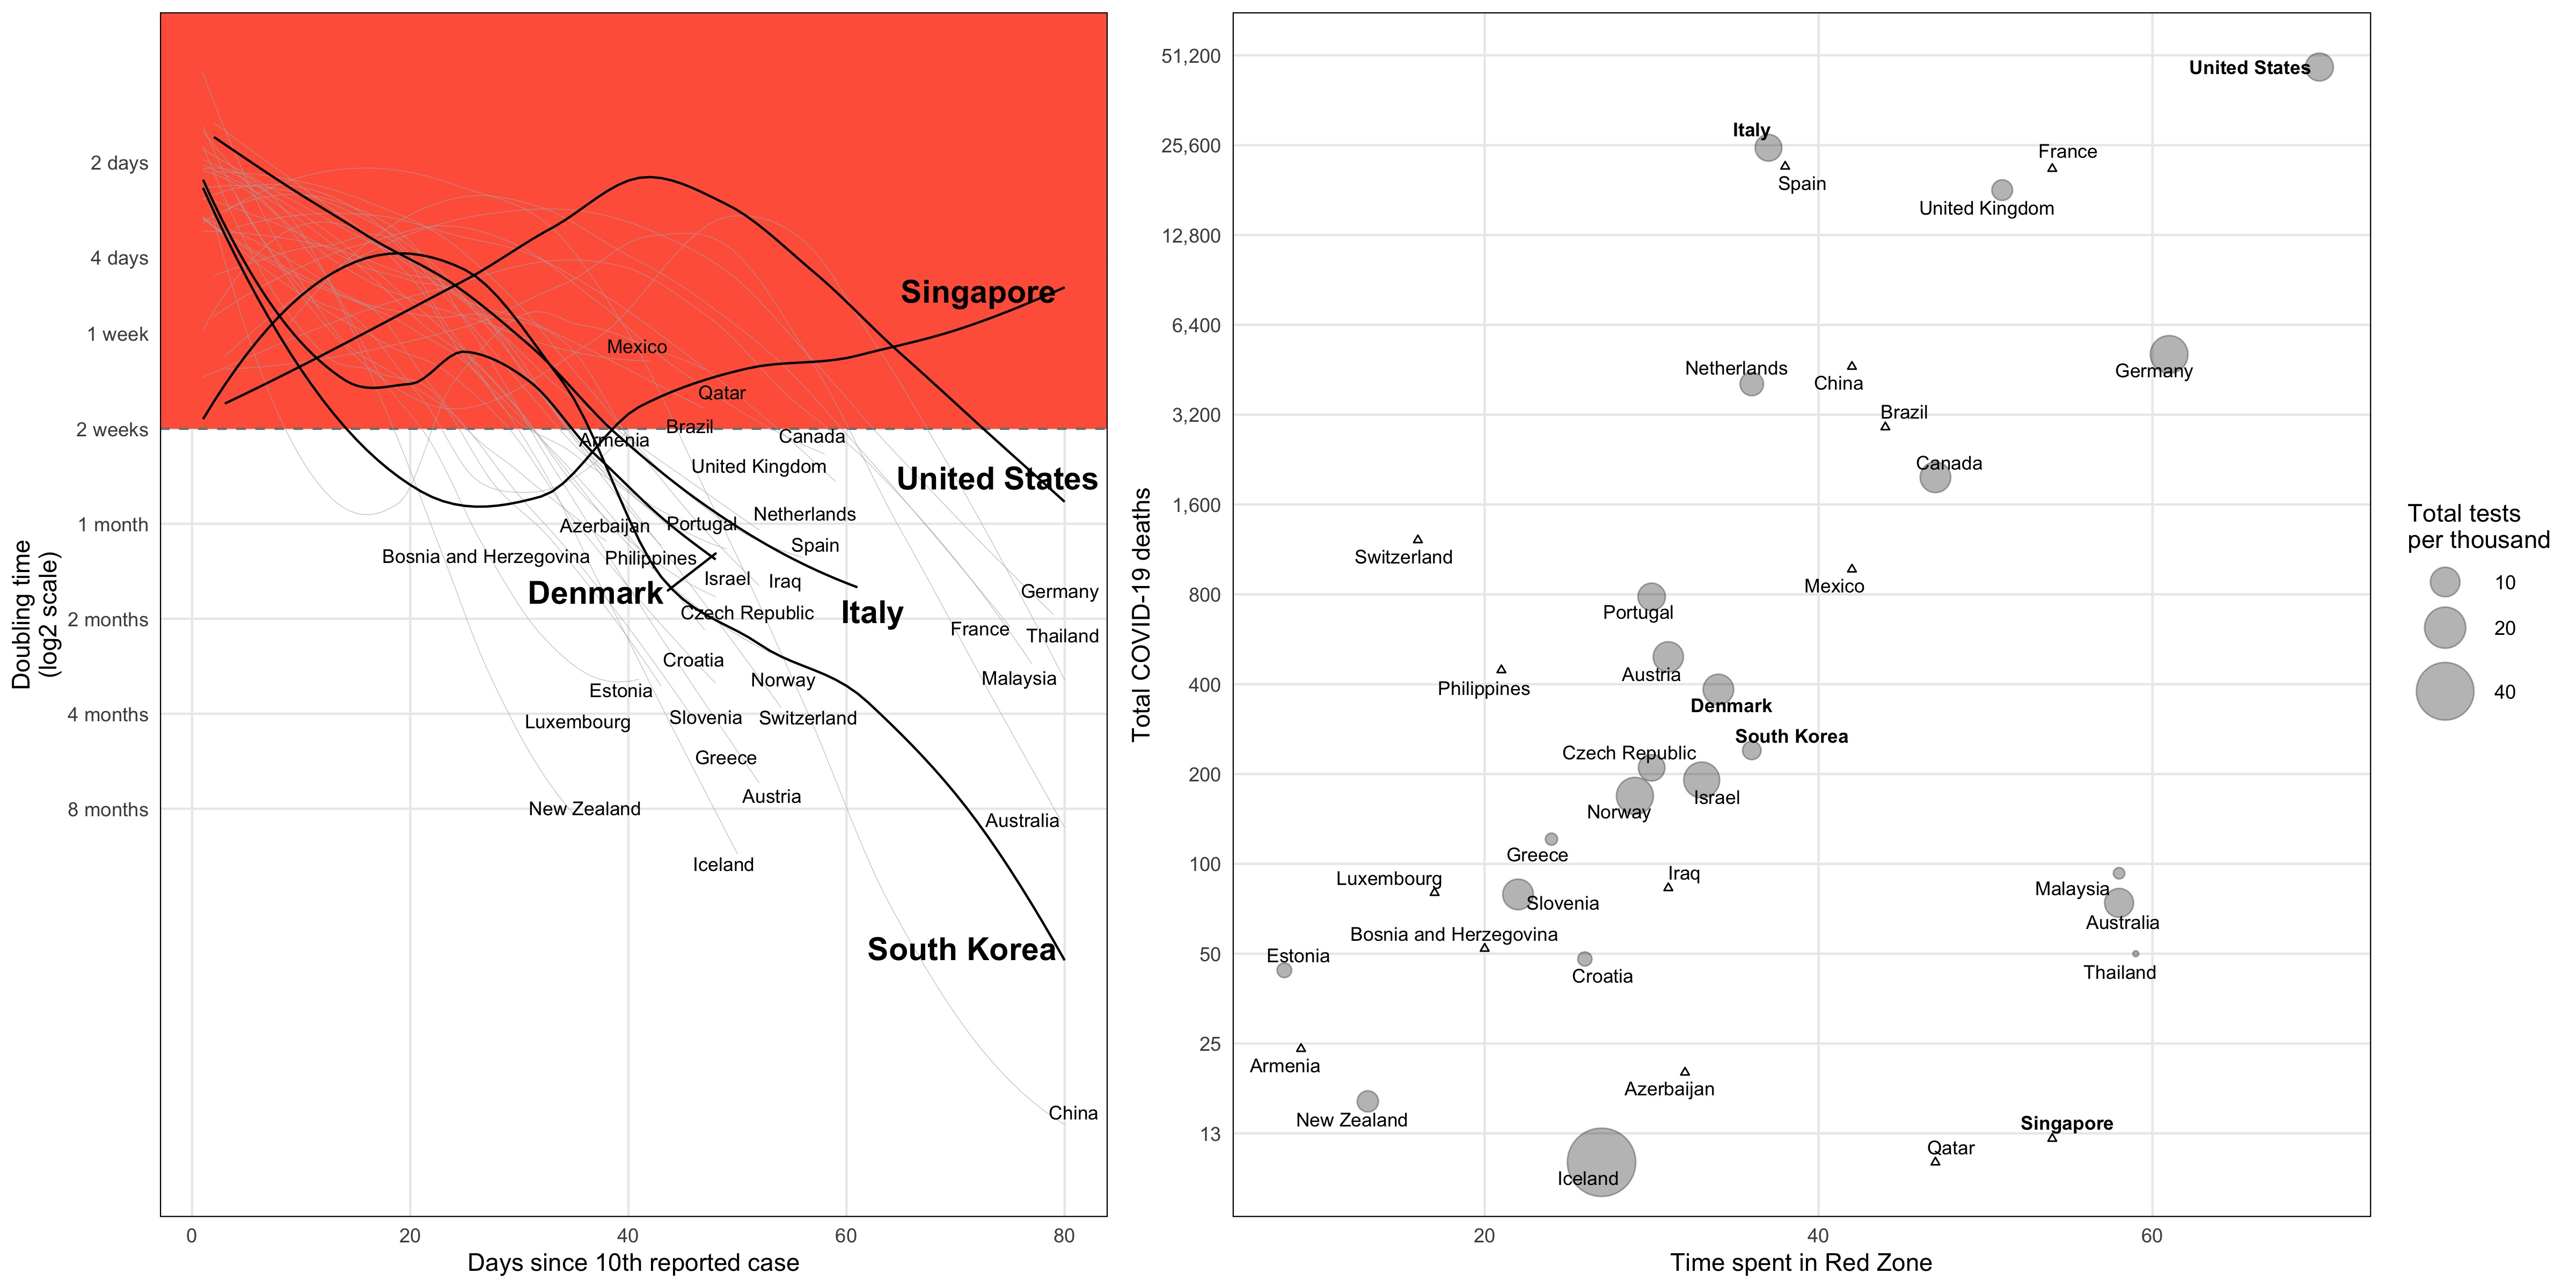 2 days
4 days
1 week
2 weeks
1 month
2 months
4 months
8 months
Doubling time
(log2 scale)
0
20
40
60
80
Days since 10th reported case
Singapore
Mexico
Qatar
Brazil
Armenia
Canada
United Kingdom
United States
Netherlands
Azerbaijan
Portugal
Spain
Bosnia and Herzegovina
Philippines
Israel
Iraq
Denmark
Germany
Czech Republic
Italy
France
Thailand
Croatia
Norway
Malaysia
Estonia
Luxembourg
Slovenia
Switzerland
Greece
Austria
New Zealand
Australia
Iceland
South Korea
China
51,200
25,600
12,800
6,400
3,200
1,600
800
400
200
100
50
25
13
Total COVID-19 deaths
20
40
60
Time spent in Red Zone
United States
Italy
France
Spain
United Kingdom
Netherlands
China
Germany
Brazil
Canada
Switzerland
Mexico
Portugal
Austria
Philippines
Denmark
South Korea
Czech Republic
Israel
Norway
Greece
Iraq
Luxembourg
Malaysia
Slovenia
Australia
Bosnia and Herzegovina
Estonia
Croatia
Thailand
Armenia
Azerbaijan
New Zealand
Singapore
Qatar
Iceland
Total tests
per thousand
10
20
40